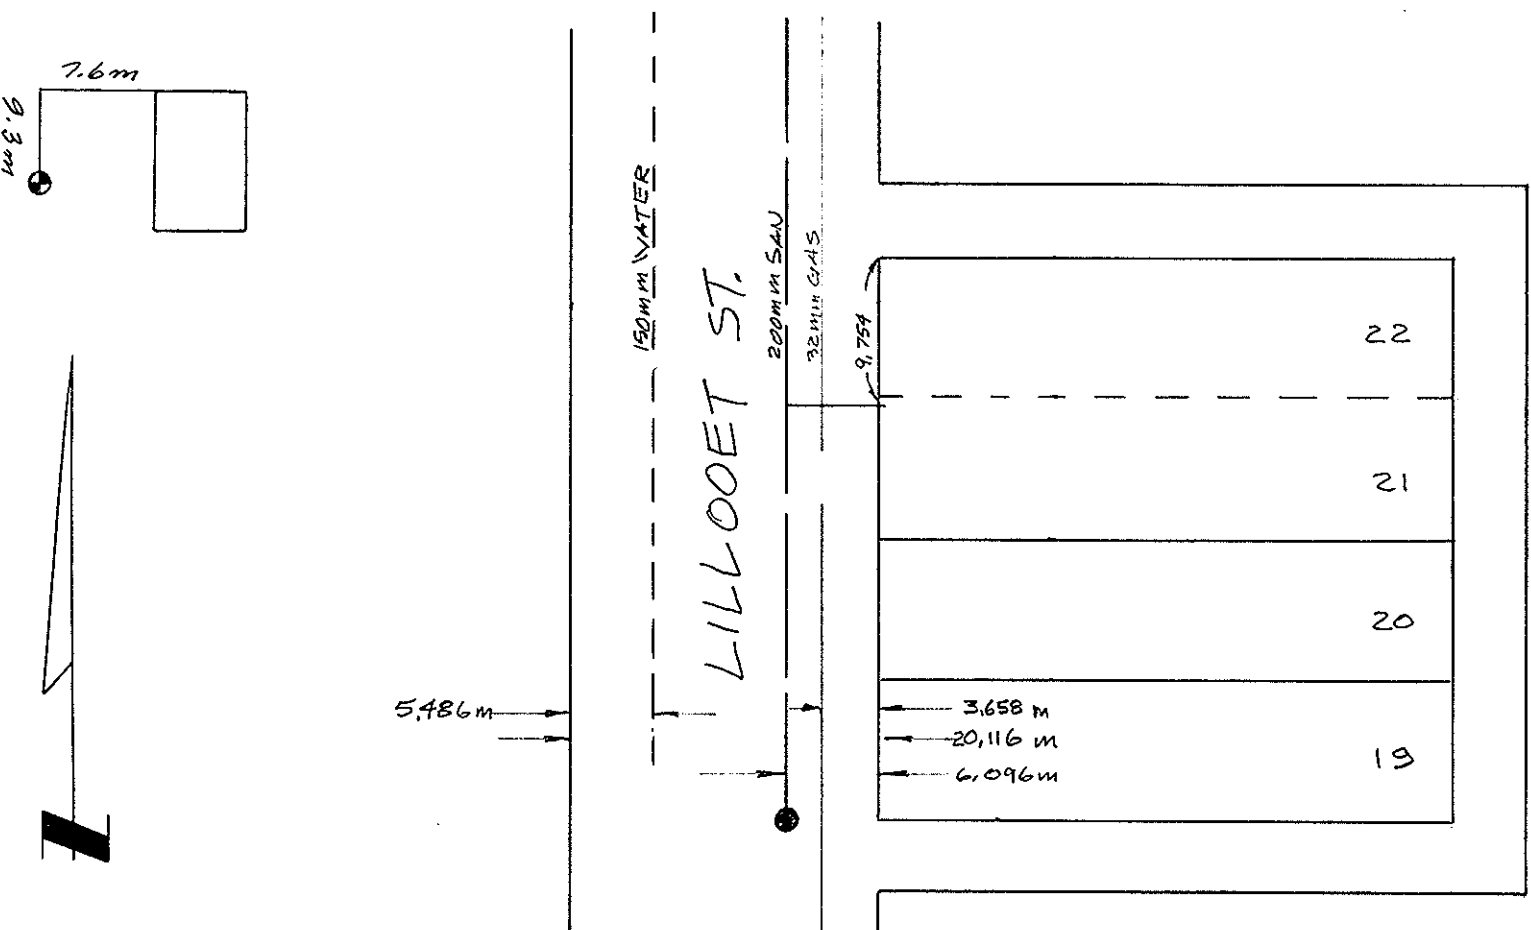 7.6m
9.3m
150mm WATER
LILLOOET ST.
200mm SAN
32mm GAS
9,754
22
21
20
19
5,486m
3,658 m
20,116 m
6,096m